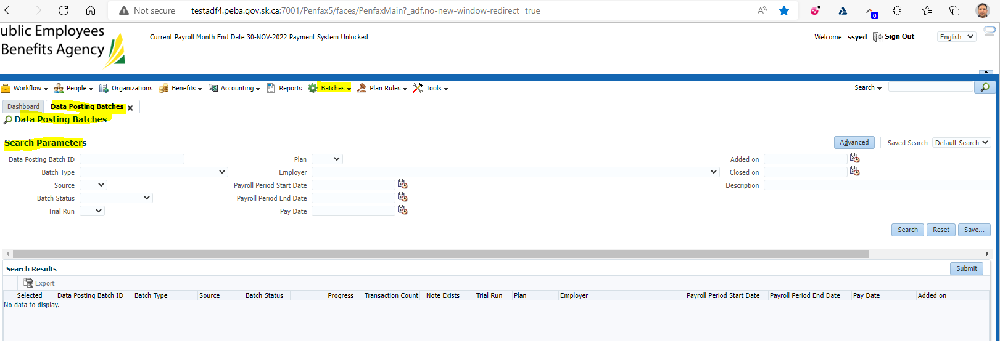 Not secure testadf4.peba.gov.sk.ca:7001/Penfax5/faces/PenfaxMain?_adf.no-new-window-redirect=true
0
ublic Employees
Benefits Agency
Current Payroll Month End Date 30-NOV-2022 Payment System Unlocked
Welcome ssyed Sign Out English
Workflow People Organizations Benefits Accounting Reports Batches Plan Rules Tools Search
Dashboard Data Posting Batches
Data Posting Batches
Search Parameters Advanced Saved Search Default Search
Data Posting Batch ID Plan Added on
Batch Type Employer Closed on
Source Payroll Period Start Date Description
Batch Status Payroll Period End Date
Trial Run Pay Date
Search Reset Save...
Search Results Submit
Export
Selected Data Posting Batch ID Batch Type Source Batch Status Progress Transaction Count Note Exists Trial Run Plan Employer Payroll Period Start Date Payroll Period End Date Pay Date Added on
No data to display.